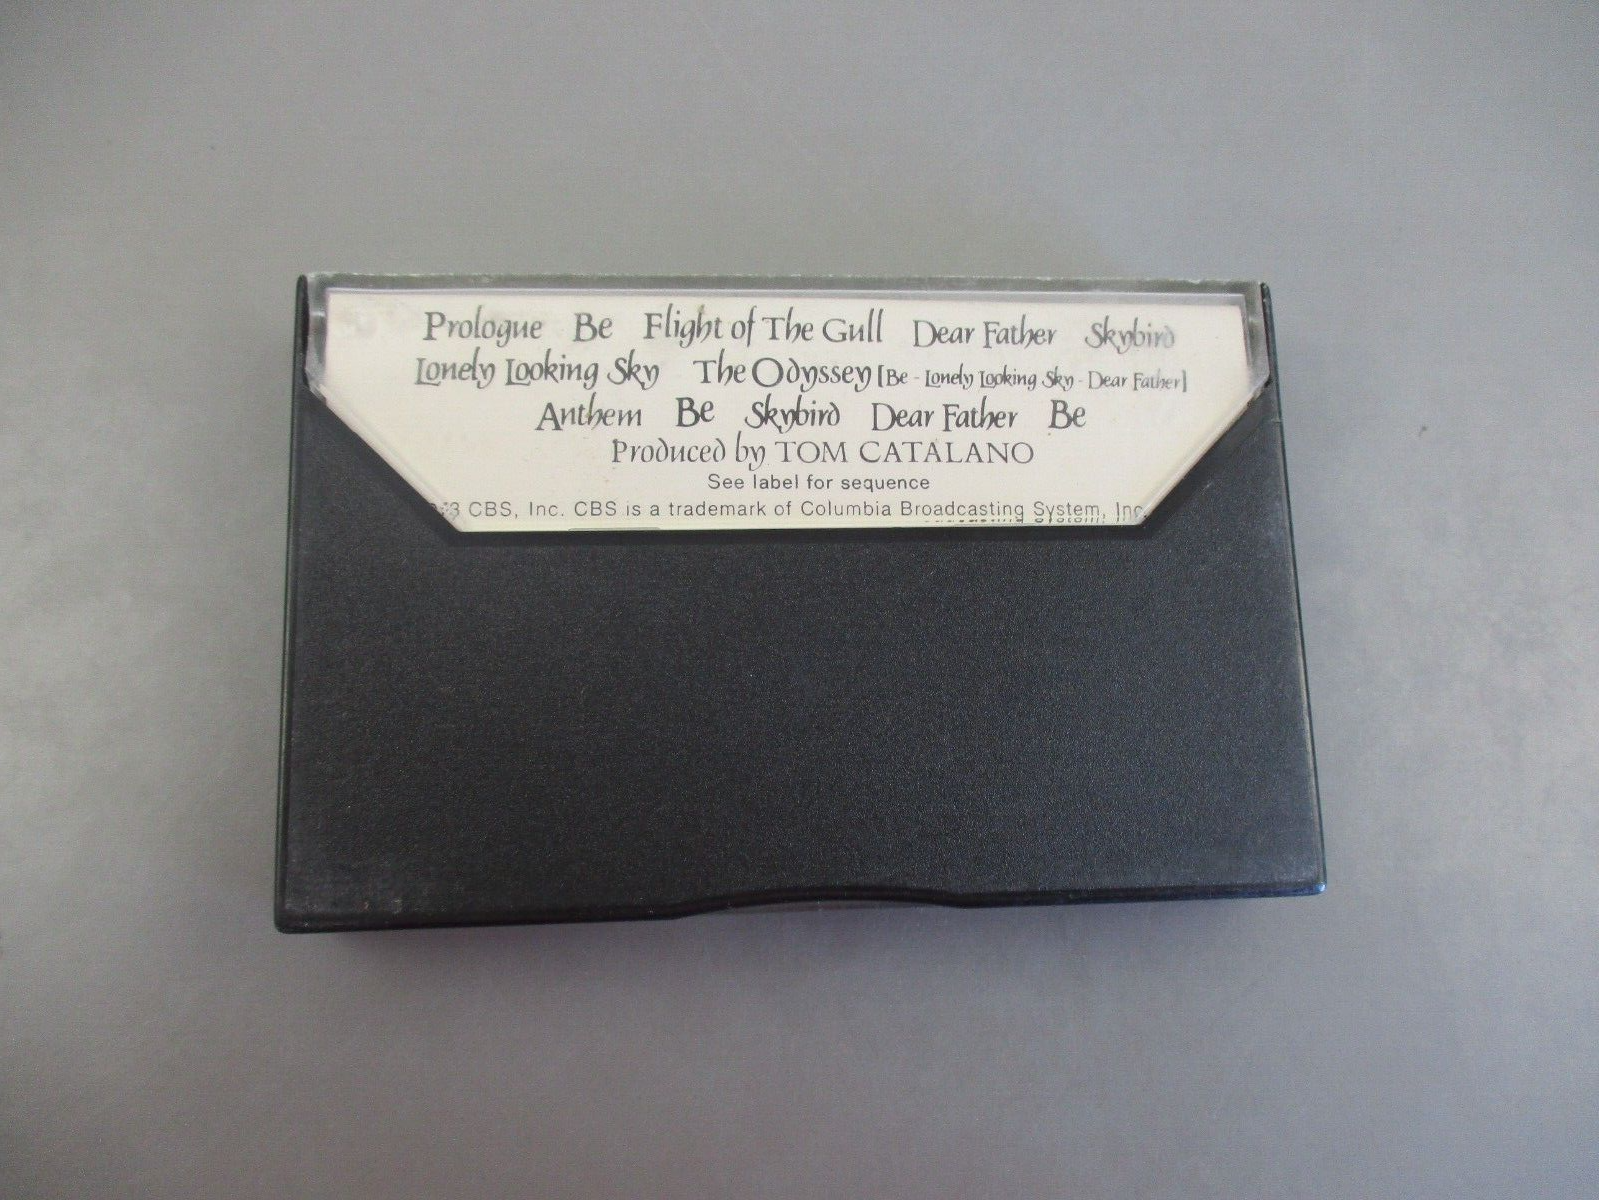 Prologue Be Flight of The Gull Dear Father Skybird
Lonely Looking Sky The Odyssey [Be - Lonely Looking Sky - Dear Father]
Anthem Be Skybird Dear Father Be
Produced by TOM CATALANO
See label for sequence
CBS, Inc. CBS is a trademark of Columbia Broadcasting System, Inc.